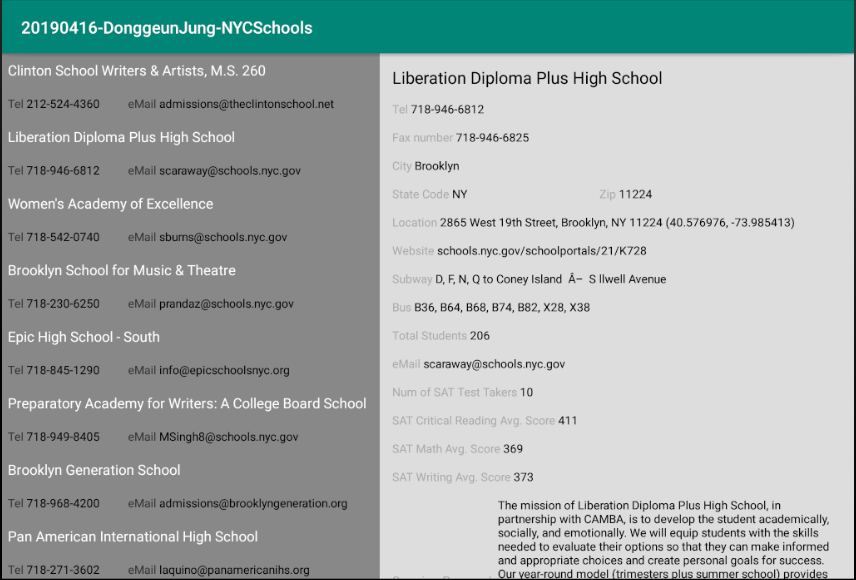 20190416-DonggeunJung-NYCSchools
Clinton School Writers & Artists, M.S. 260
Tel 212-524-4360 eMail admissions@theclintonschool.net
Liberation Diploma Plus High School
Tel 718-946-6812 eMail scaraway@schools.nyc.gov
Women's Academy of Excellence
Tel 718-542-0740 eMail sburns@schools.nyc.gov
Brooklyn School for Music & Theatre
Tel 718-230-6250 eMail prandaz@schools.nyc.gov
Epic High School - South
Tel 718-845-1290 eMail info@epicschoolsnyc.org
Preparatory Academy for Writers: A College Board School
Tel 718-949-8405 eMail MSingh8@schools.nyc.gov
Brooklyn Generation School
Tel 718-968-4200 eMail admissions@brooklyngeneration.org
Pan American International High School
Tel 718-271-3602 eMail laquino@panamericanihs.org
Liberation Diploma Plus High School
Tel 718-946-6812
Fax number 718-946-6825
City Brooklyn
State Code NY Zip 11224
Location 2865 West 19th Street, Brooklyn, NY 11224 (40.576976, -73.985413)
Website schools.nyc.gov/schoolportals/21/K728
Subway D, F, N, Q to Coney Island Â– S llwell Avenue
Bus B36, B64, B68, B74, B82, X28, X38
Total Students 206
eMail scaraway@schools.nyc.gov
Num of SAT Test Takers 10
SAT Critical Reading Avg. Score 411
SAT Math Avg. Score 369
SAT Writing Avg. Score 373
The mission of Liberation Diploma Plus High School, in
partnership with CAMBA, is to develop the student academically,
socially, and emotionally. We will equip students with the skills
needed to evaluate their options so that they can make informed
and appropriate choices and create personal goals for success.
Our year-round model (trimesters plus summer school) provides